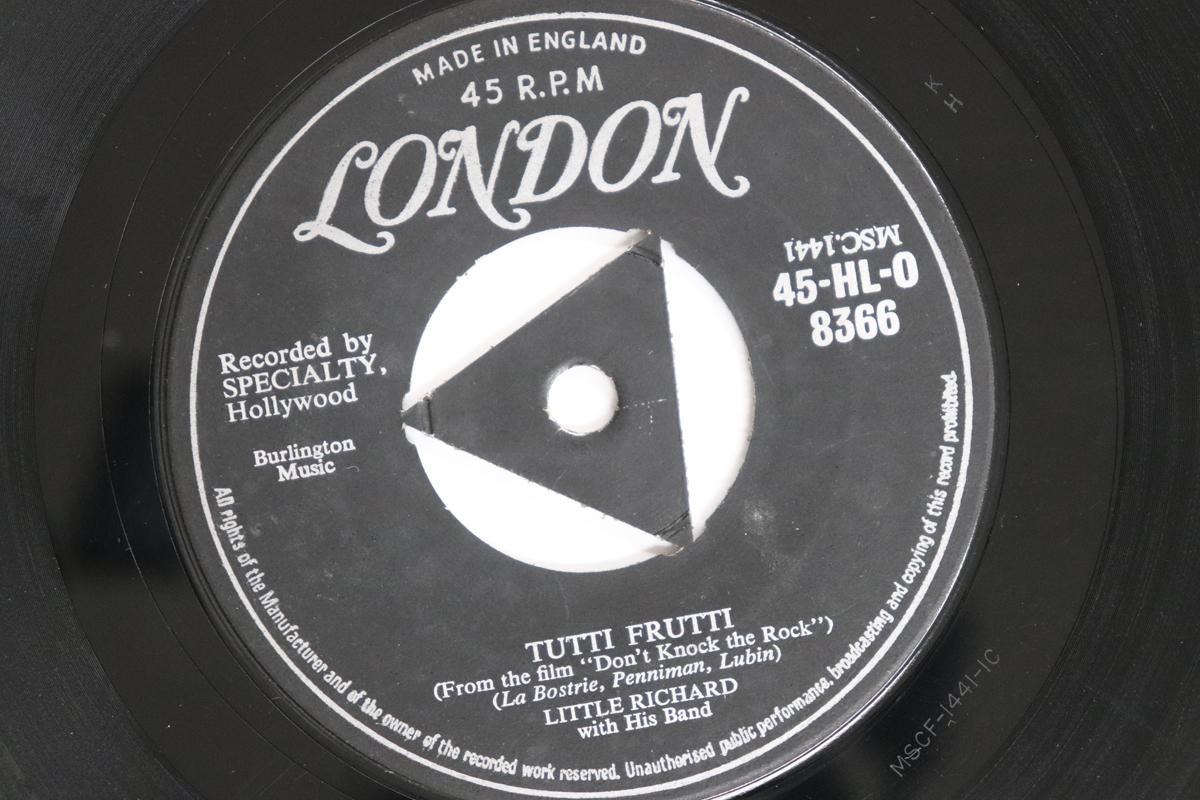 MADE IN ENGLAND
45 R.P.M
LONDON
MSC.1441
45-HL-O
8366
Recorded by
SPECIALTY,
Hollywood
Burlington
Music
TUTTI FRUTTI
(From the film "Don't Knock the Rock")
(La Bostrie, Penniman, Lubin)
LITTLE RICHARD
with His Band
All rights of the Manufacturer and of the owner of the recorded work reserved. Unauthorised public performance, broadcasting and copying of this record prohibited.
K
H
MSCF-1441-1C